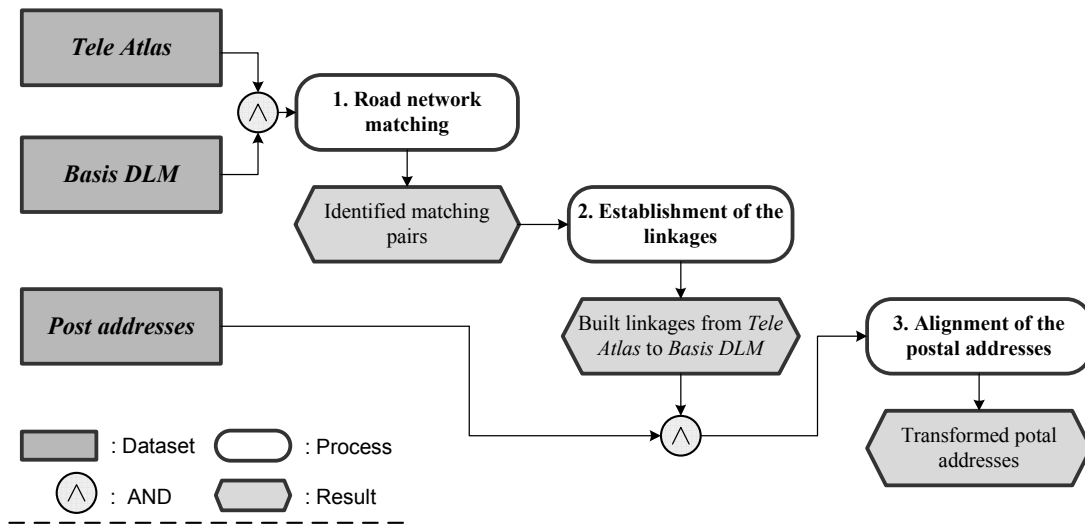 Tele Atlas
1. Road network
matching
Basis DLM
Identified matching
pairs
2. Establishment of the
linkages
Post addresses
Built linkages from Tele
Atlas to Basis DLM
3. Alignment of the
postal addresses
Transformed potal
addresses
: Dataset
: Process
: AND
: Result